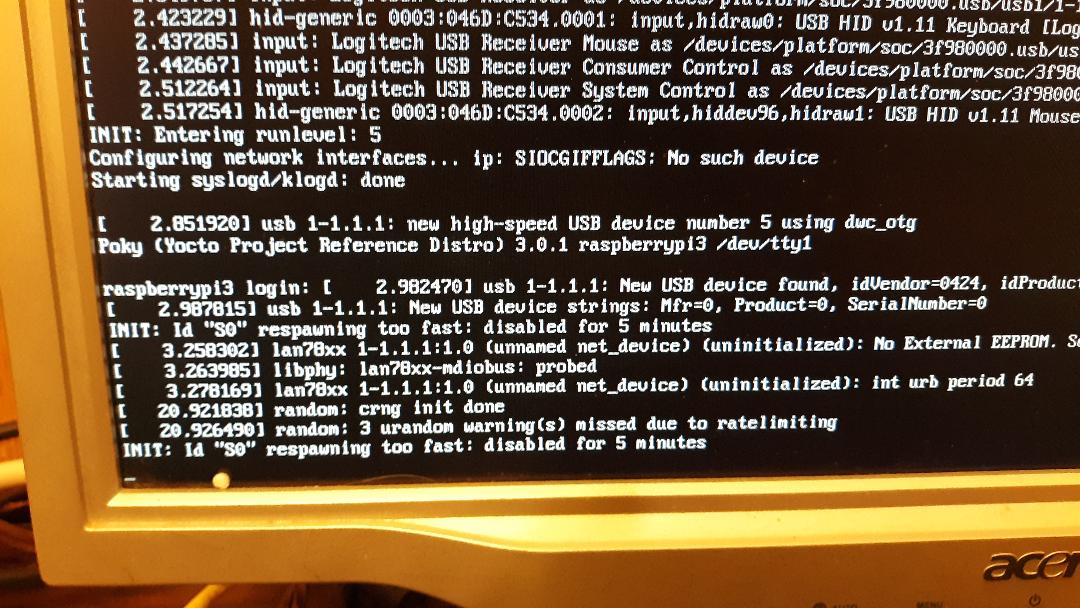 [    2.423229] hid-generic 0003:046D:C534.0001: input,hidraw0: USB HID v1.11 Keyboard [Log
[    2.437285] input: Logitech USB Receiver Mouse as /devices/platform/soc/3f980000.usb/us
[    2.442667] input: Logitech USB Receiver Consumer Control as /devices/platform/soc/3f980
[    2.512264] input: Logitech USB Receiver System Control as /devices/platform/soc/3f9800
[    2.517254] hid-generic 0003:046D:C534.0002: input,hiddev96,hidraw1: USB HID v1.11 Mouse
INIT: Entering runlevel: 5
Configuring network interfaces... ip: SIOCGIFFLAGS: No such device
Starting syslogd/klogd: done
[    2.851920] usb 1-1.1.1: new high-speed USB device number 5 using dwc_otg
Poky (Yocto Project Reference Distro) 3.0.1 raspberrypi3 /dev/tty1
raspberrypi3 login: [    2.982470] usb 1-1.1.1: New USB device found, idVendor=0424, idProduct
[    2.987815] usb 1-1.1.1: New USB device strings: Mfr=0, Product=0, SerialNumber=0
INIT: Id "S0" respawning too fast: disabled for 5 minutes
[    3.258302] lan78xx 1-1.1.1:1.0 (unnamed net_device) (uninitialized): No External EEPROM. Se
[    3.263985] libphy: lan78xx-mdiobus: probed
[    3.278169] lan78xx 1-1.1.1:1.0 (unnamed net_device) (uninitialized): int urb period 64
[   20.921838] random: crng init done
[   20.926490] random: 3 urandom warning(s) missed due to ratelimiting
INIT: Id "S0" respawning too fast: disabled for 5 minutes
_
acer
AUTO MENU